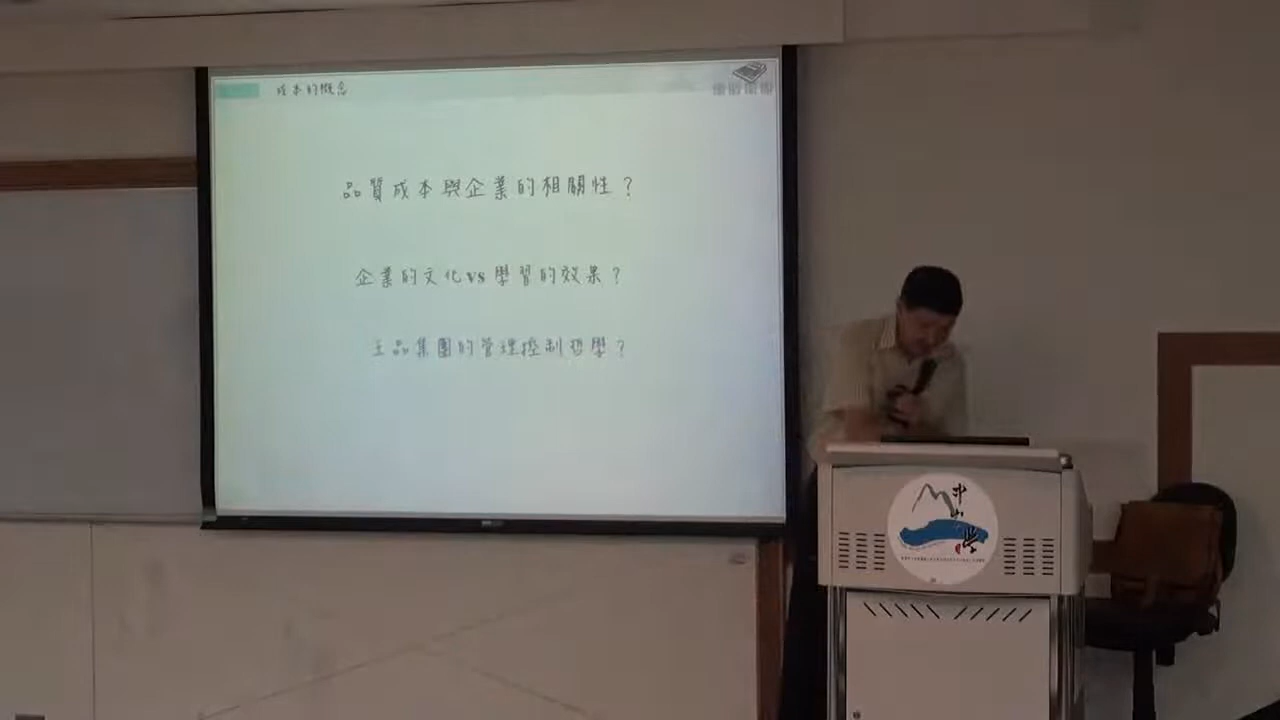 成本的概念
品質成本與企業的相關性？
企業的文化vs學習的效果？
王品集團的管理控制哲學？
中山學